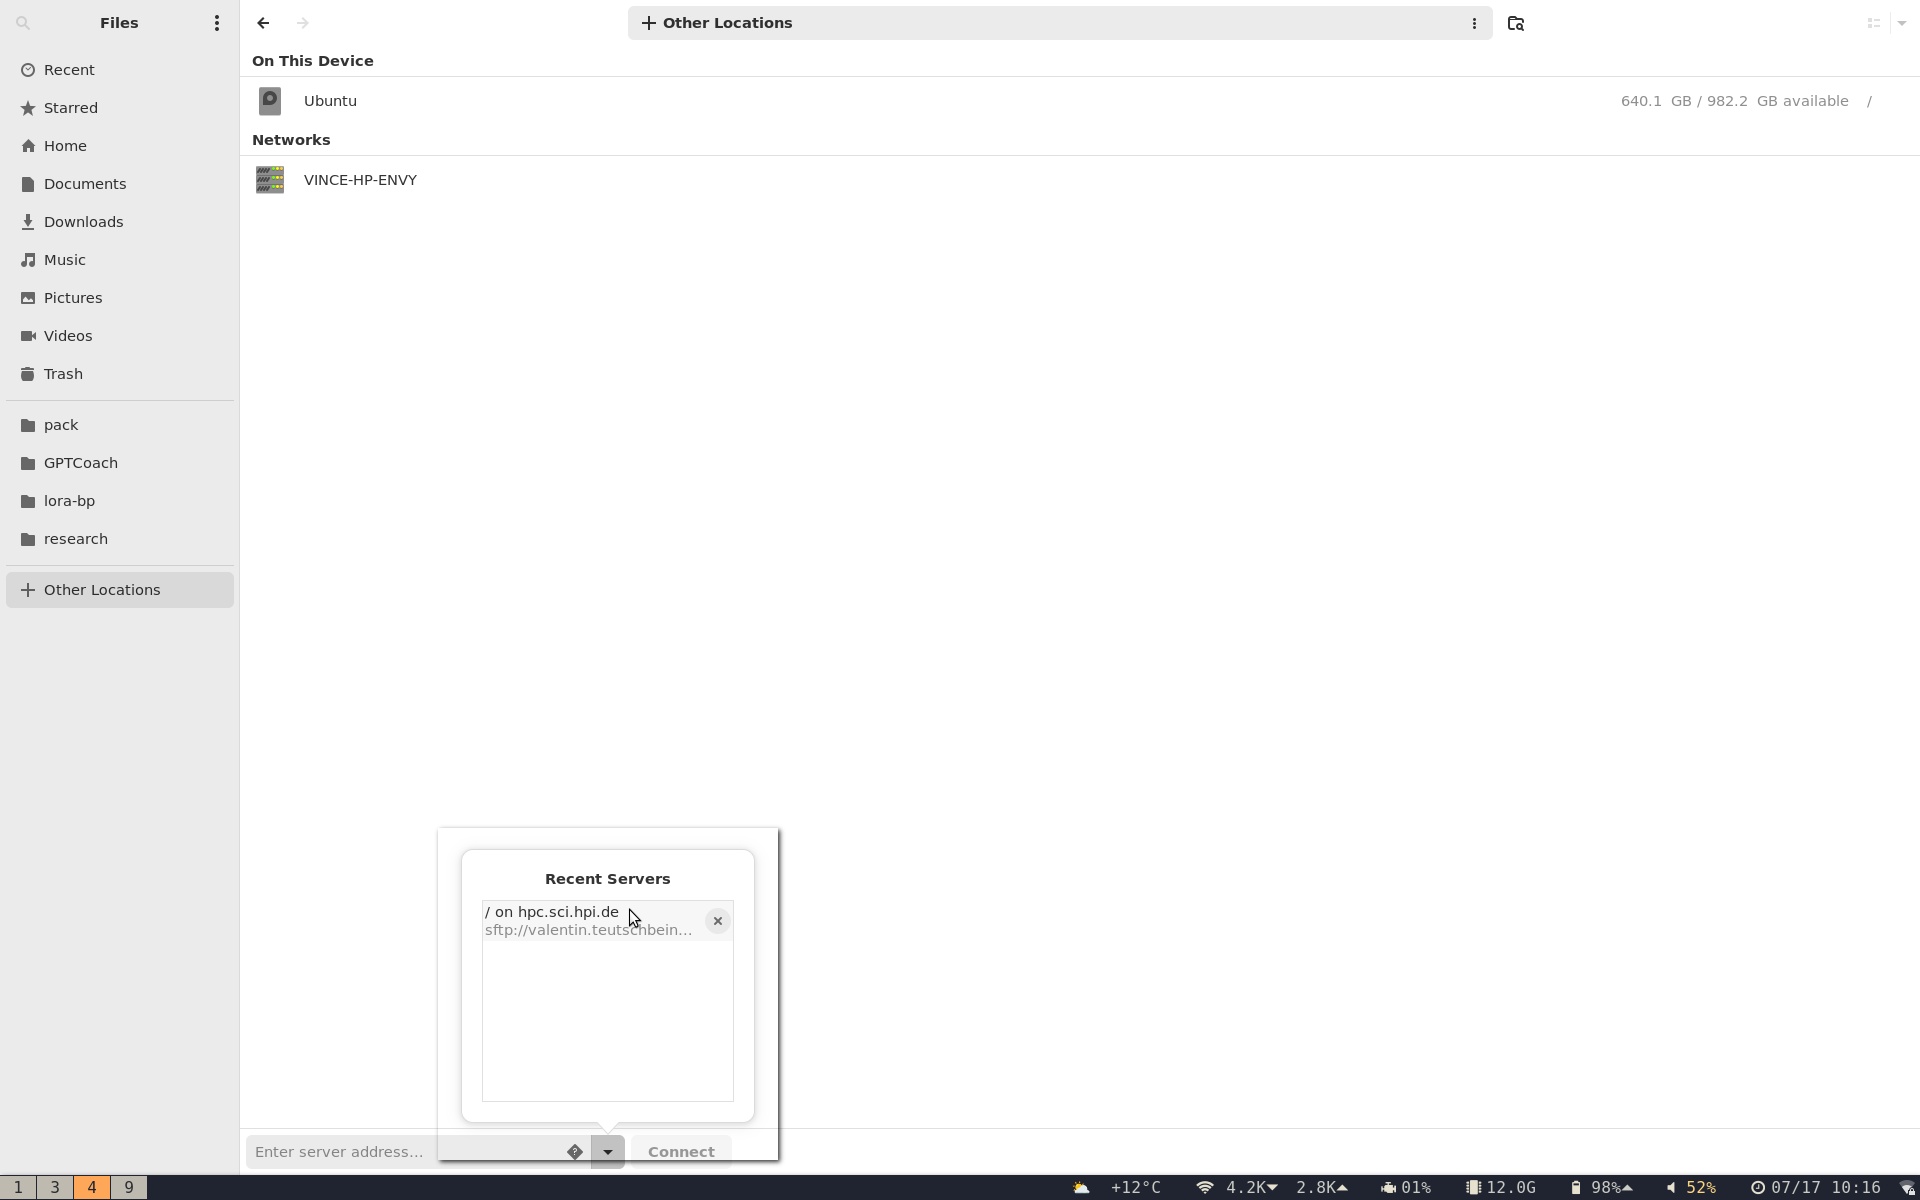 Files
Other Locations
Recent
Starred
Home
Documents
Downloads
Music
Pictures
Videos
Trash
pack
GPTCoach
lora-bp
research
Other Locations
On This Device
Ubuntu
640.1 GB / 982.2 GB available /
Networks
VINCE-HP-ENVY
Recent Servers
/ on hpc.sci.hpi.de
sftp://valentin.teutschbein...
Enter server address...
Connect
1 3 4 9
+12°C 4.2K 2.8K 01% 12.0G 98% 52% 07/17 10:16